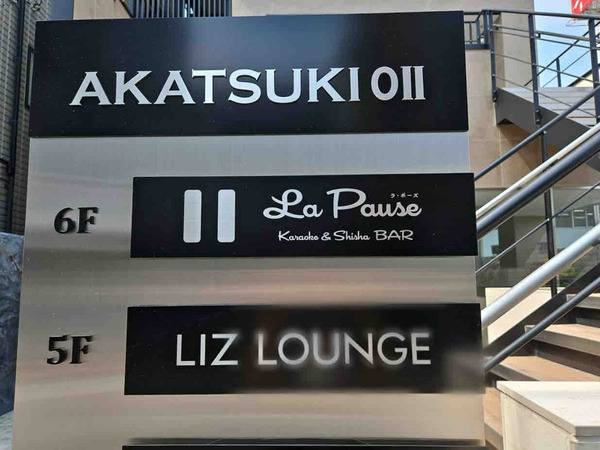 AKATSUKI 011
6F
ラ・ポーズ
La Pause
Karaoke & Shisha BAR
5F
LIZ LOUNGE